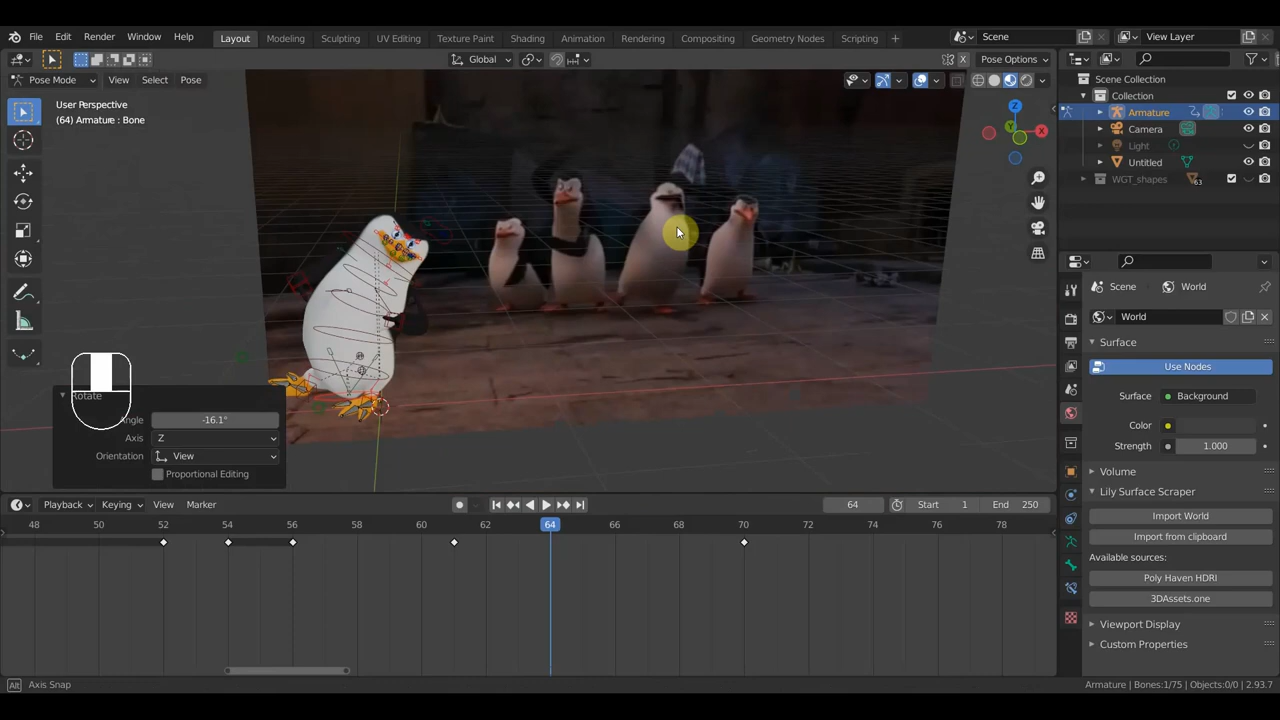 File Edit Render Window Help Layout Modeling Sculpting UV Editing Texture Paint Shading Animation Rendering Compositing Geometry Nodes Scripting + Scene View Layer
Global Pose Options
Pose Mode View Select Pose
User Perspective
(64) Armature : Bone
X
Y
Z
Scene Collection
Collection
Armature
Camera
Light
Untitled
WGT_shapes
Scene World
World
Surface
Use Nodes
Surface Background
Color
Strength 1.000
Volume
Lily Surface Scraper
Import World
Import from clipboard
Available sources:
Poly Haven HDRI
3DAssets.one
Viewport Display
Custom Properties
Rotate
Angle -16.1°
Axis Z
Orientation View
Proportional Editing
Playback Keying View Marker 64 Start 1 End 250
48 50 52 54 56 58 60 62 64 66 68 70 72 74 76 78
Alt Axis Snap Armature | Bones:1/75 | Objects:0/0 | 2.93.7